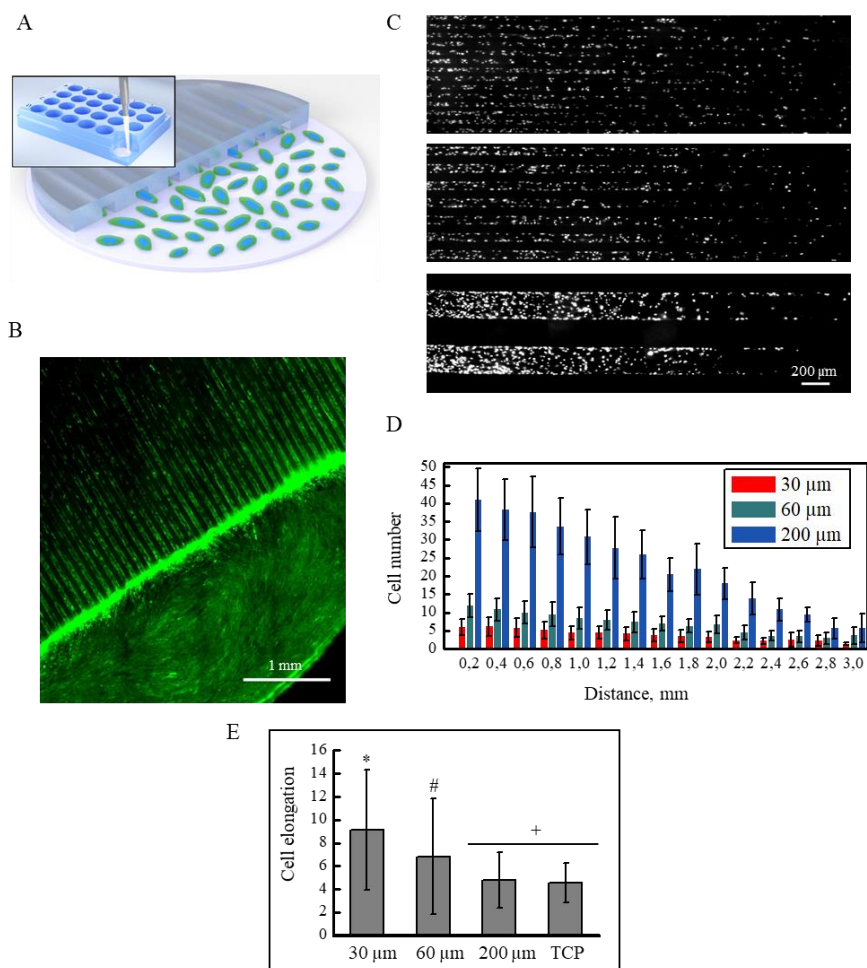 A
C
200 μm
B
1 mm
D
50
45
40
35
30
25
20
15
10
5
0
Cell number
30 μm
60 μm
200 μm
0,2 0,4 0,6 0,8 1,0 1,2 1,4 1,6 1,8 2,0 2,2 2,4 2,6 2,8 3,0
Distance, mm
E
16
14
12
10
8
6
4
2
0
Cell elongation
*
#
+
30 μm 60 μm 200 μm TCP